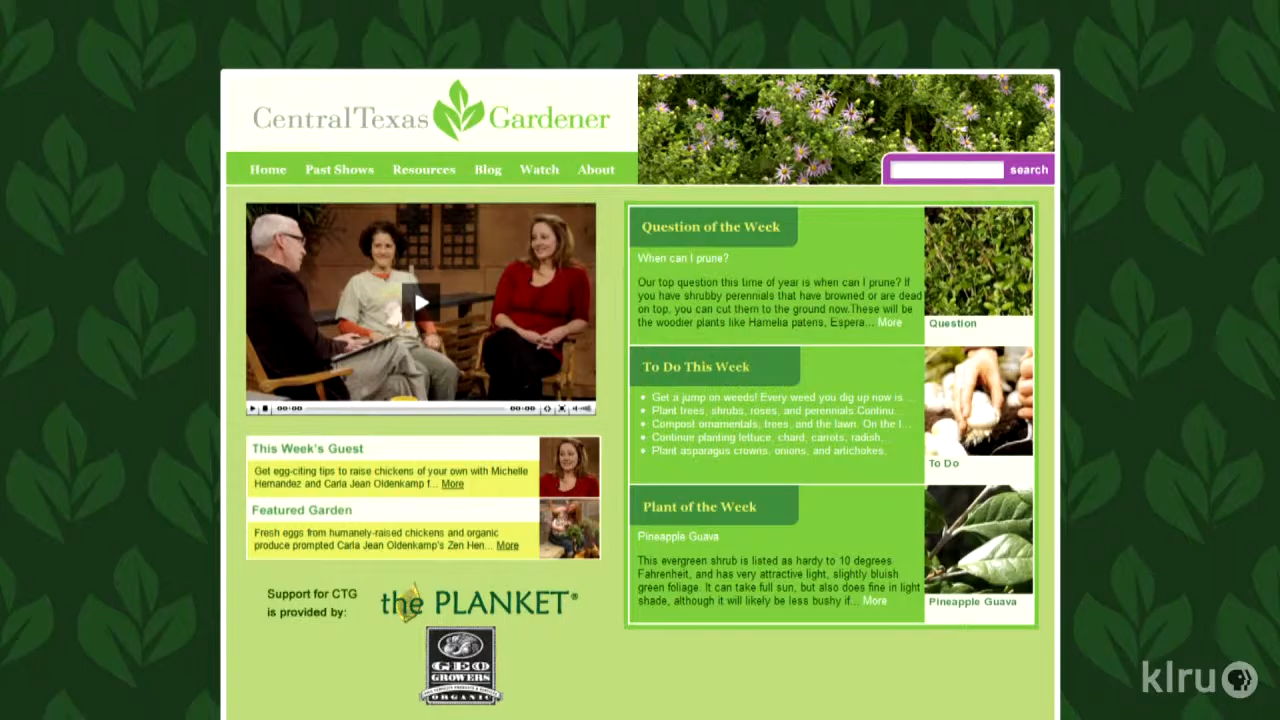 CentralTexas Gardener
Home Past Shows Resources Blog Watch About
search
00:00 00:00
This Week's Guest
Get egg-citing tips to raise chickens of your own with Michelle
Hernandez and Carla Jean Oldenkamp f... More
Featured Garden
Fresh eggs from humanely-raised chickens and organic
produce prompted Carla Jean Oldenkamp's Zen Hen... More
Support for CTG
is provided by:
the PLANKET®
GEO
GROWERS
ORGANIC
Question of the Week
When can I prune?
Our top question this time of year is when can I prune? If
you have shrubby perennials that have browned or are dead
on top, you can cut them to the ground now.These will be
the woodier plants like Hamelia patens, Espera... More
Question
To Do This Week
• Get a jump on weeds! Every weed you dig up now is ...
• Plant trees, shrubs, roses, and perennials.Continu...
• Compost ornamentals, trees, and the lawn. On the l...
• Continue planting lettuce, chard, carrots, radish,...
• Plant asparagus crowns, onions, and artichokes.
To Do
Plant of the Week
Pineapple Guava
This evergreen shrub is listed as hardy to 10 degrees
Fahrenheit, and has very attractive light, slightly bluish
green foliage. It can take full sun, but also does fine in light
shade, although it will likely be less bushy if... More
Pineapple Guava
klru